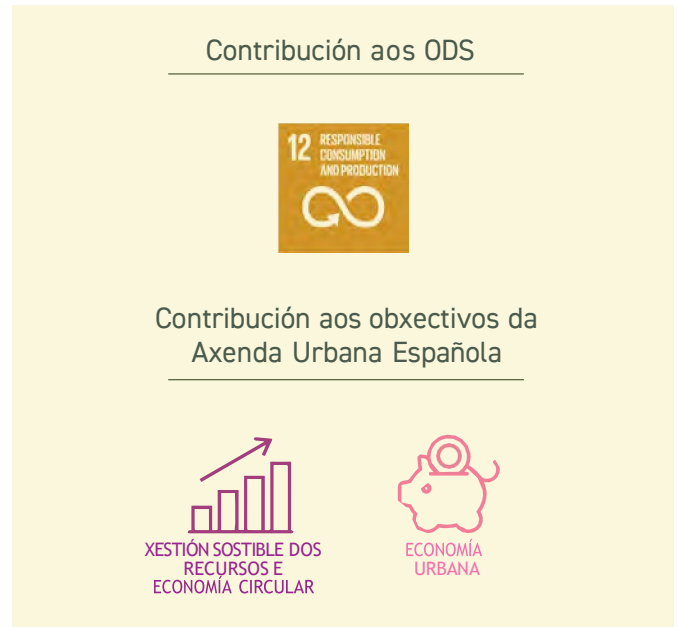 Contribución aos ODS
12 RESPONSIBLE
CONSUMPTION
AND PRODUCTION
Contribución aos obxectivos da
Axenda Urbana Española
XESTIÓN SOSTIBLE DOS
RECURSOS E
ECONOMÍA CIRCULAR
ECONOMÍA
URBANA